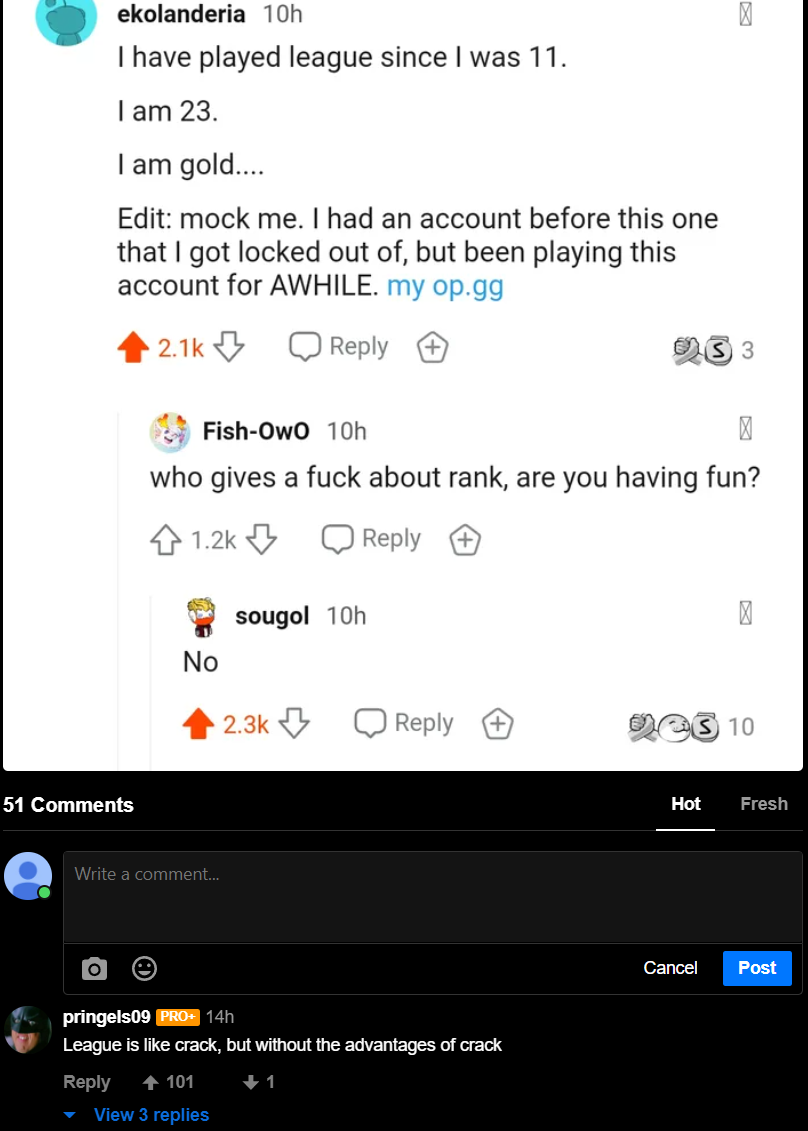 ekolanderia 10h
I have played league since I was 11.
I am 23.
I am gold....
Edit: mock me. I had an account before this one
that I got locked out of, but been playing this
account for AWHILE. my op.gg
2.1k Reply 3
Fish-OwO 10h
who gives a fuck about rank, are you having fun?
1.2k Reply
sougol 10h
No
2.3k Reply 10
51 Comments Hot Fresh
Write a comment...
Cancel Post
pringels09 PRO+ 14h
League is like crack, but without the advantages of crack
Reply 101 1
View 3 replies